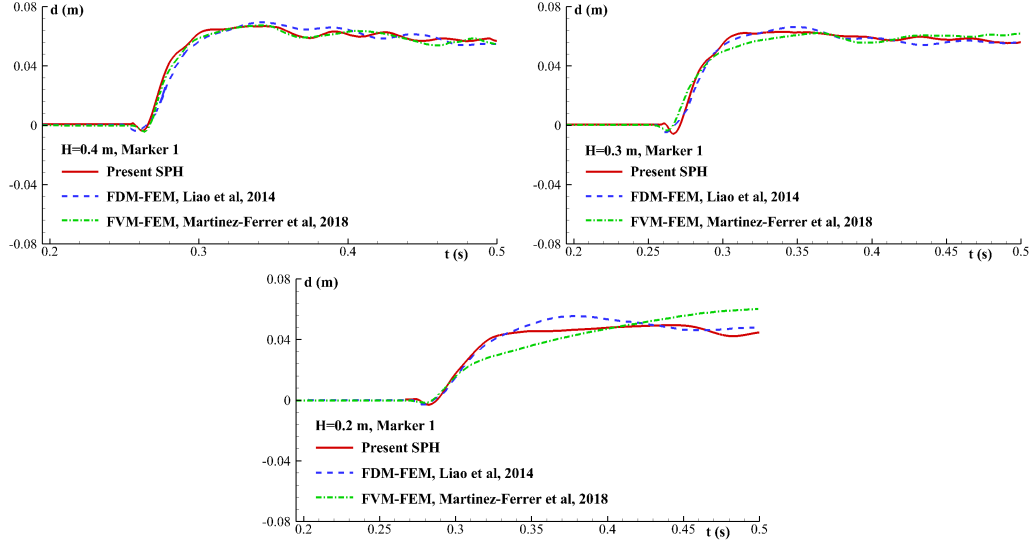 d (m)
0.08
0.04
0
-0.04
-0.08
H=0.4 m, Marker 1
Present SPH
FDM-FEM, Liao et al, 2014
FVM-FEM, Martinez-Ferrer et al, 2018
0.2 0.3 0.4 0.5
t (s)
d (m)
0.08
0.04
0
-0.04
-0.08
H=0.3 m, Marker 1
Present SPH
FDM-FEM, Liao et al, 2014
FVM-FEM, Martinez-Ferrer et al, 2018
0.2 0.25 0.3 0.35 0.4 0.45 0.5
t (s)
d (m)
0.08
0.04
0
-0.04
-0.08
H=0.2 m, Marker 1
Present SPH
FDM-FEM, Liao et al, 2014
FVM-FEM, Martinez-Ferrer et al, 2018
0.2 0.25 0.3 0.35 0.4 0.45 0.5
t (s)